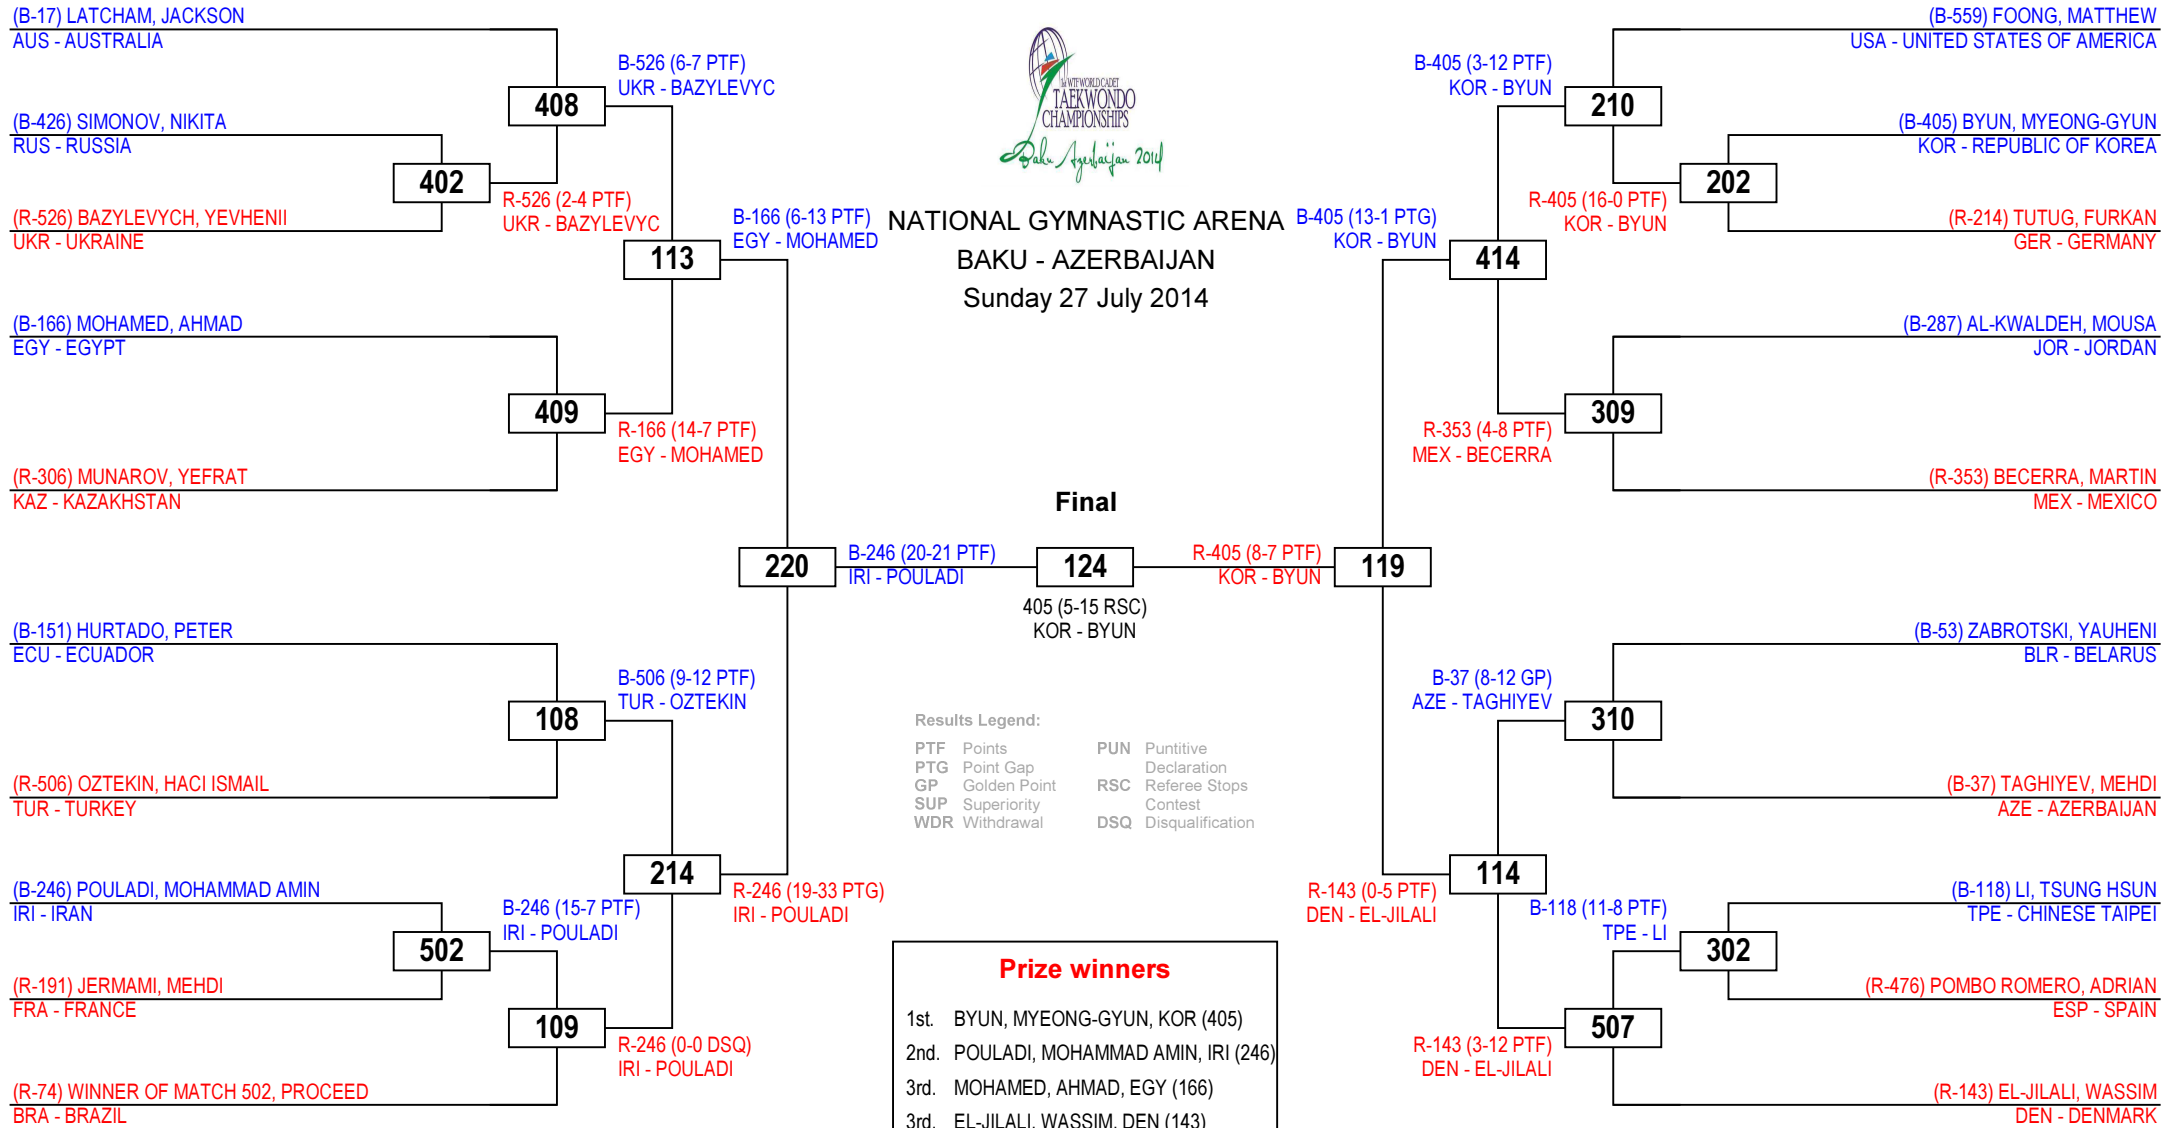 (B-17) LATCHAM, JACKSON
AUS - AUSTRALIA
(B-426) SIMONOV, NIKITA
RUS - RUSSIA
(R-526) BAZYLEVYCH, YEVHENII
UKR - UKRAINE
(B-166) MOHAMED, AHMAD
EGY - EGYPT
(R-306) MUNAROV, YEFRAT
KAZ - KAZAKHSTAN
(B-151) HURTADO, PETER
ECU - ECUADOR
(R-506) OZTEKIN, HACI ISMAIL
TUR - TURKEY
(B-246) POULADI, MOHAMMAD AMIN
IRI - IRAN
(R-191) JERMAMI, MEHDI
FRA - FRANCE
(R-74) WINNER OF MATCH 502, PROCEED
BRA - BRAZIL
402
R-526 (2-4 PTF)
UKR - BAZYLEVYC
502
B-246 (15-7 PTF)
IRI - POULADI
408
B-526 (6-7 PTF)
UKR - BAZYLEVYC
409
R-166 (14-7 PTF)
EGY - MOHAMED
108
B-506 (9-12 PTF)
TUR - OZTEKIN
109
R-246 (0-0 DSQ)
IRI - POULADI
113
B-166 (6-13 PTF)
EGY - MOHAMED
214
R-246 (19-33 PTG)
IRI - POULADI
220
B-246 (20-21 PTF)
IRI - POULADI
1st WTF WORLD CADET
TAEKWONDO
CHAMPIONSHIPS
Baku Azerbaijan 2014
NATIONAL GYMNASTIC ARENA
BAKU - AZERBAIJAN
Sunday 27 July 2014
Final
124
405 (5-15 RSC)
KOR - BYUN
Results Legend:
PTF Points
PTG Point Gap
GP Golden Point
SUP Superiority
WDR Withdrawal
PUN Puntitive
Declaration
RSC Referee Stops
Contest
DSQ Disqualification
Prize winners
1st. BYUN, MYEONG-GYUN, KOR (405)
2nd. POULADI, MOHAMMAD AMIN, IRI (246)
3rd. MOHAMED, AHMAD, EGY (166)
3rd. EL-JILALI, WASSIM, DEN (143)
R-405 (8-7 PTF)
KOR - BYUN
119
B-405 (13-1 PTG)
KOR - BYUN
414
R-143 (0-5 PTF)
DEN - EL-JILALI
114
B-405 (3-12 PTF)
KOR - BYUN
210
R-353 (4-8 PTF)
MEX - BECERRA
309
B-37 (8-12 GP)
AZE - TAGHIYEV
310
R-143 (3-12 PTF)
DEN - EL-JILALI
507
R-405 (16-0 PTF)
KOR - BYUN
202
B-118 (11-8 PTF)
TPE - LI
302
(B-559) FOONG, MATTHEW
USA - UNITED STATES OF AMERICA
(B-405) BYUN, MYEONG-GYUN
KOR - REPUBLIC OF KOREA
(R-214) TUTUG, FURKAN
GER - GERMANY
(B-287) AL-KWALDEH, MOUSA
JOR - JORDAN
(R-353) BECERRA, MARTIN
MEX - MEXICO
(B-53) ZABROTSKI, YAUHENI
BLR - BELARUS
(B-37) TAGHIYEV, MEHDI
AZE - AZERBAIJAN
(B-118) LI, TSUNG HSUN
TPE - CHINESE TAIPEI
(R-476) POMBO ROMERO, ADRIAN
ESP - SPAIN
(R-143) EL-JILALI, WASSIM
DEN - DENMARK